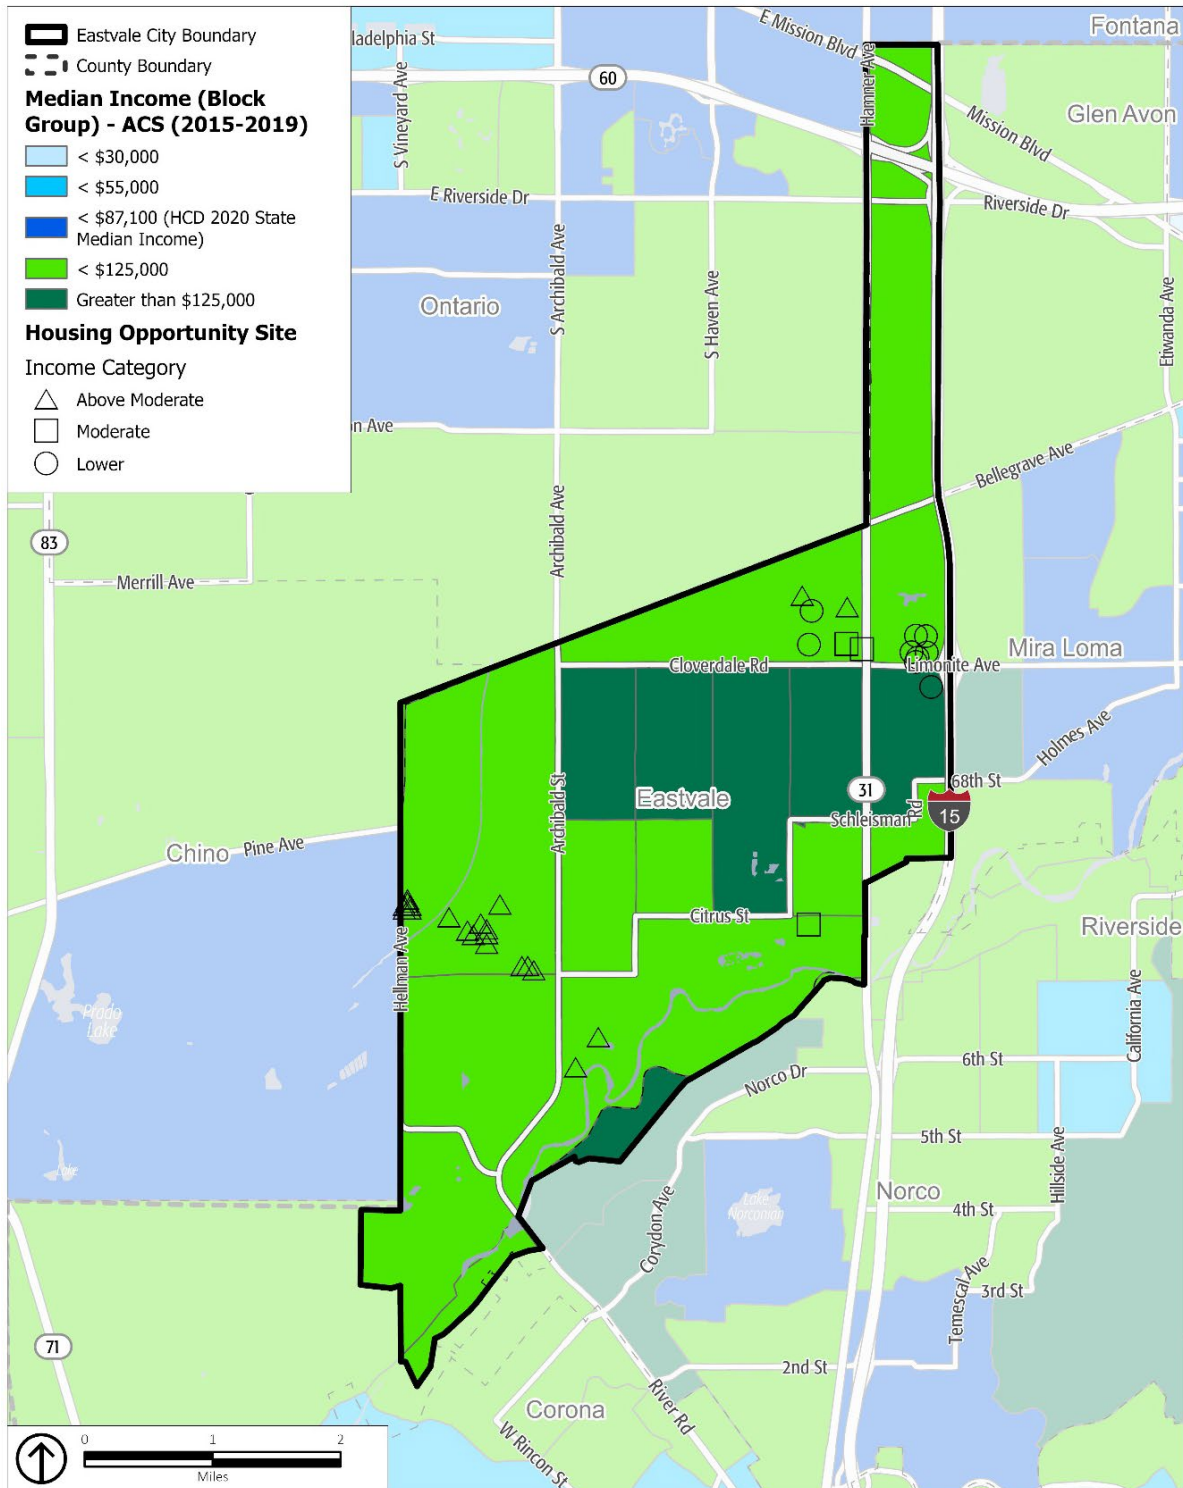 Eastvale City Boundary
County Boundary
Median Income (Block
Group) - ACS (2015-2019)
< $30,000
< $55,000
< $87,100 (HCD 2020 State
Median Income)
< $125,000
Greater than $125,000
Housing Opportunity Site
Income Category
Above Moderate
Moderate
Lower
ladelphia St
E Mission Blvd
Fontana
60
S Vineyard Ave
Hamner Ave
Glen Avon
Mission Blvd
E Riverside Dr
Riverside Dr
Ontario
S Archibald Ave
S Haven Ave
Etiwanda Ave
on Ave
Bellegrave Ave
83
Archibald Ave
Merrill Ave
Mira Loma
Cloverdale Rd
Limonite Ave
Holmes Ave
68th St
Eastvale
31
Archibald St
Schleisman
Rd
15
Chino
Pine Ave
Citrus St
Riverside
Hellman Ave
California Ave
Prado
Lake
6th St
Norco Dr
5th St
Lake
Hillside Ave
Norco
Lake
Norconian
4th St
Corydon Ave
Temescal Ave
3rd St
71
2nd St
River Rd
Corona
W Rincon St
0
1
2
Miles